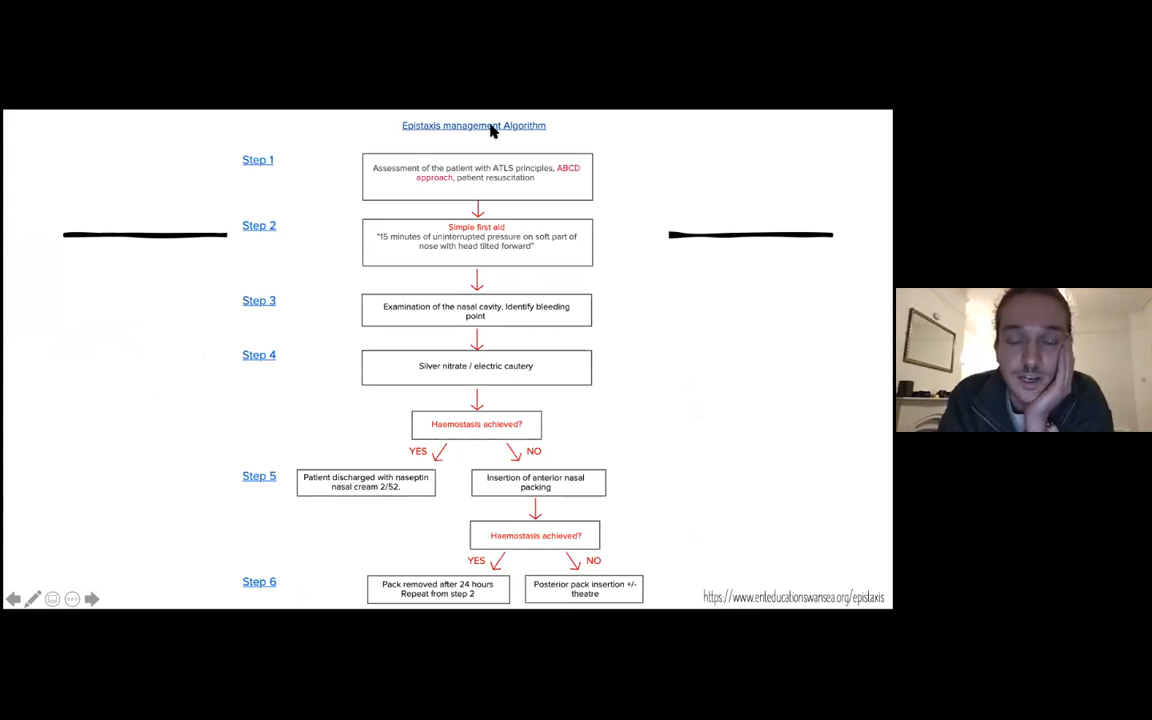 Epistaxis management Algorithm
Step 1
Assessment of the patient with ATLS principles, ABCD
approach, patient resuscitation
Step 2
Simple first aid
"15 minutes of uninterrupted pressure on soft part of
nose with head tilted forward"
Step 3
Examination of the nasal cavity. Identify bleeding
point
Step 4
Silver nitrate / electric cautery
Haemostasis achieved?
YES
NO
Step 5
Patient discharged with naseptin
nasal cream 2/52.
Insertion of anterior nasal
packing
Haemostasis achieved?
YES
NO
Step 6
Pack removed after 24 hours
Repeat from step 2
Posterior pack insertion +/-
theatre
https://www.enteducationswansea.org/epistaxis